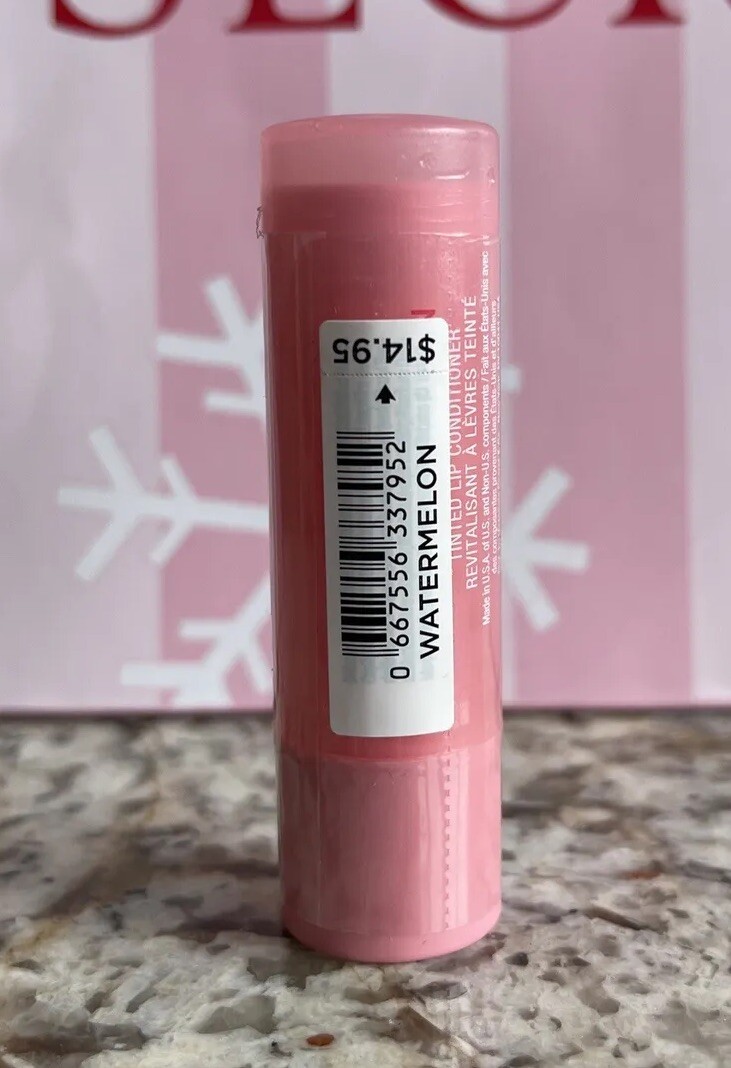 SECR
$14.95
0 667556 337952
WATERMELON
TINTED LIP CONDITIONER
REVITALISANT À LÈVRES TEINTÉ
Made in U.S.A. of U.S. and Non-U.S. components / Fait aux États-Unis avec
des composantes provenant des États-Unis et d'ailleurs